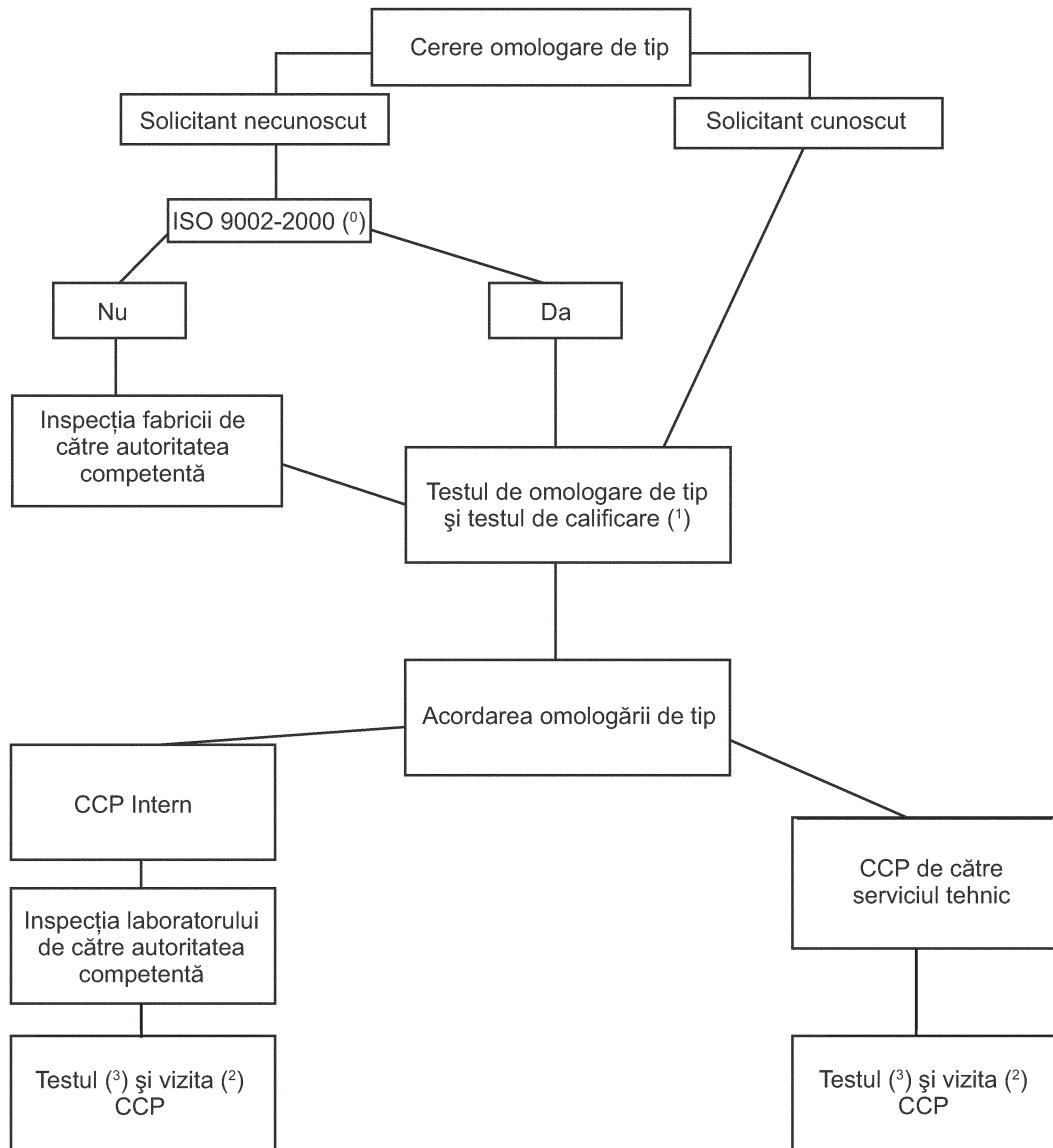 Cerere omologare de tip
Solicitant necunoscut
Solicitant cunoscut
ISO 9002-2000 (⁰)
Nu
Da
Inspecția fabricii de
către autoritatea
competentă
Testul de omologare de tip
şi testul de calificare (¹)
Acordarea omologării de tip
CCP Intern
CCP de către
serviciul tehnic
Inspecția laboratorului
de către autoritatea
competentă
Testul (³) şi vizita (²)
CCP
Testul (³) şi vizita (²)
CCP